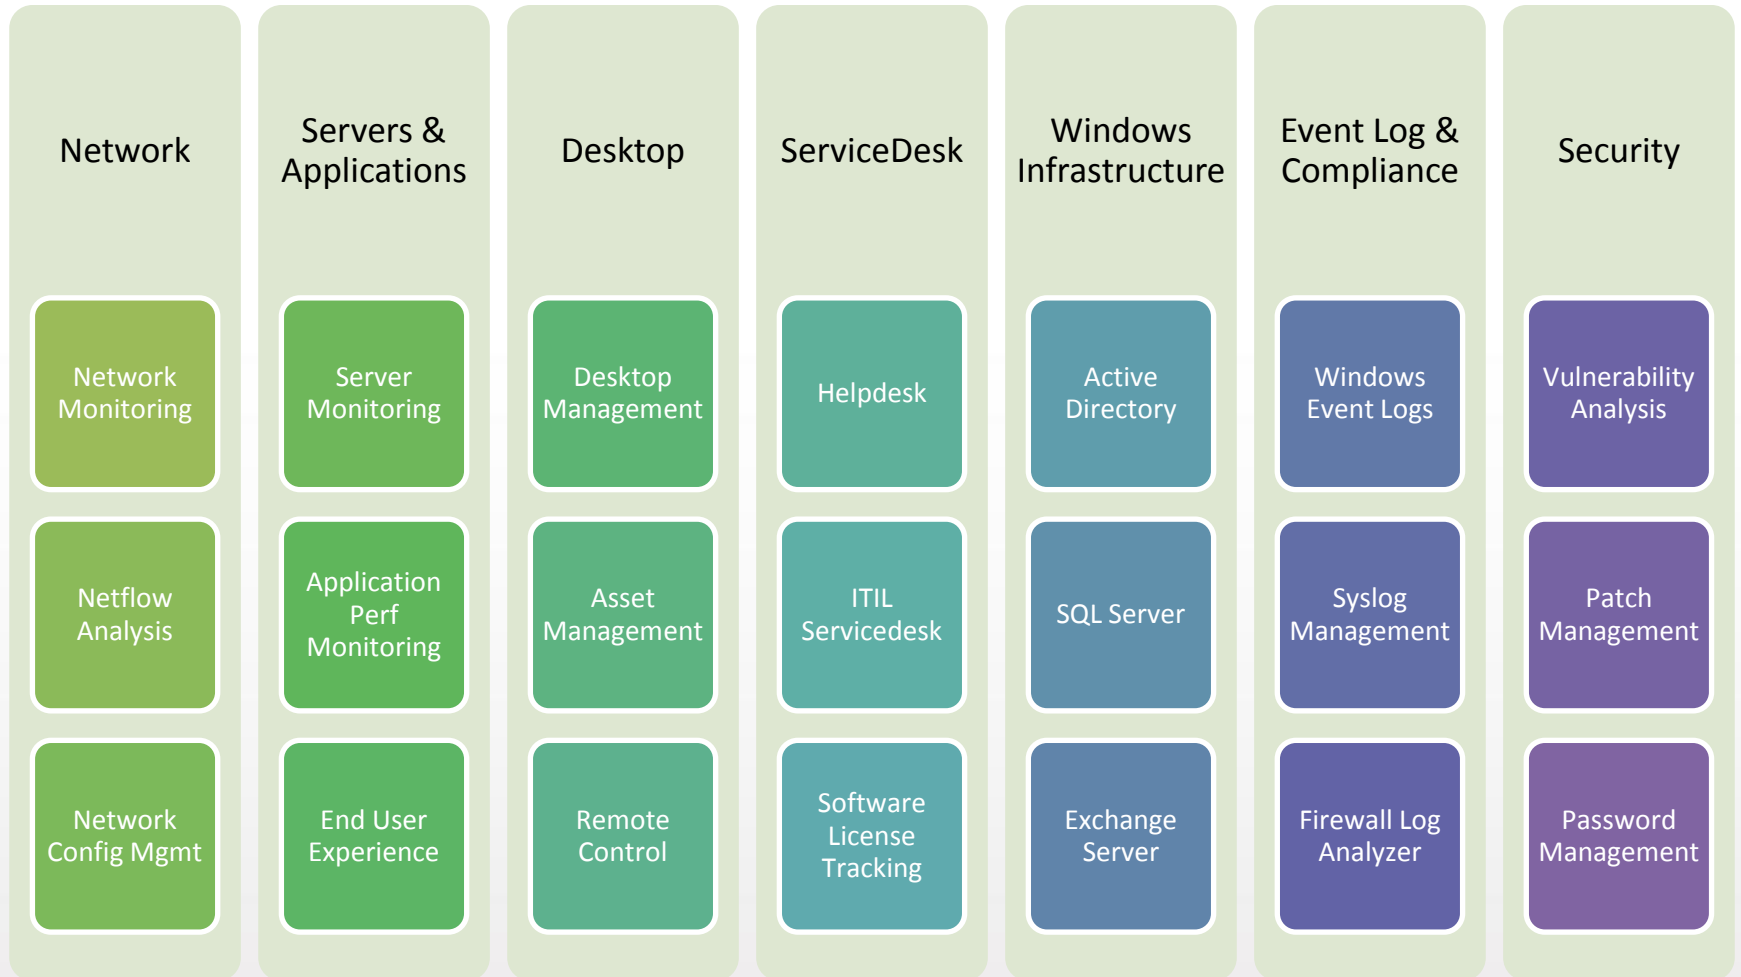 Network
Servers &
Applications
Desktop
ServiceDesk
Windows
Infrastructure
Event Log &
Compliance
Security
Network
Monitoring
Server
Monitoring
Desktop
Management
Helpdesk
Active
Directory
Windows
Event Logs
Vulnerability
Analysis
Netflow
Analysis
Application
Perf
Monitoring
Asset
Management
ITIL
Servicedesk
SQL Server
Syslog
Management
Patch
Management
Network
Config Mgmt
End User
Experience
Remote
Control
Software
License
Tracking
Exchange
Server
Firewall Log
Analyzer
Password
Management